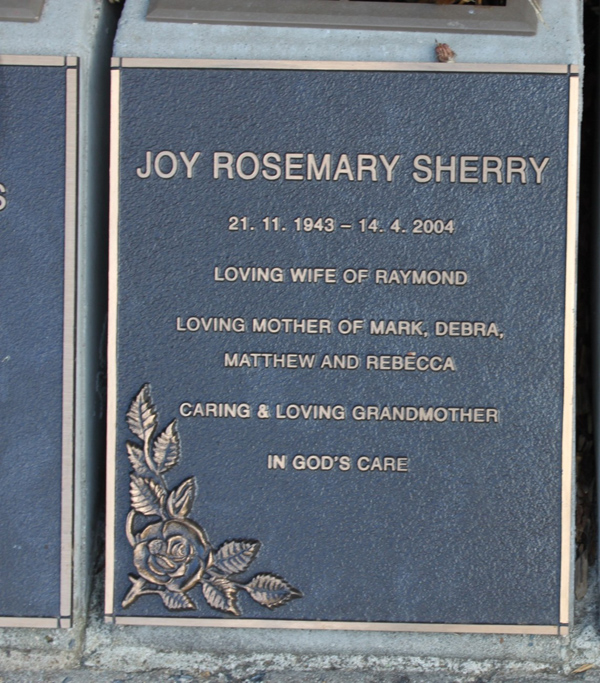 JOY ROSEMARY SHERRY
21. 11. 1943 – 14. 4. 2004
LOVING WIFE OF RAYMOND
LOVING MOTHER OF MARK, DEBRA,
MATTHEW AND REBECCA
CARING & LOVING GRANDMOTHER
IN GOD'S CARE